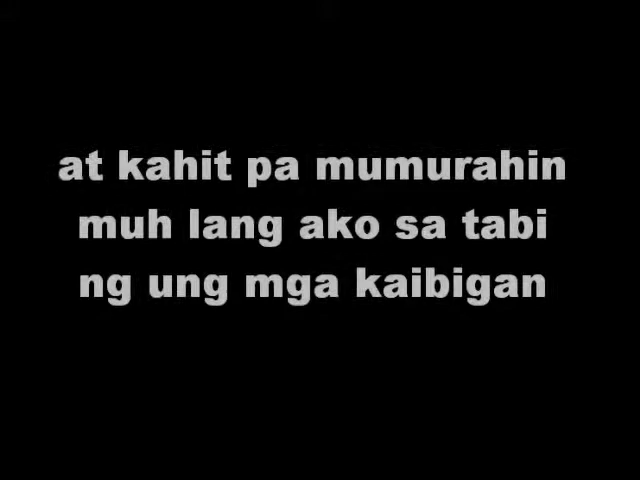 at kahit pa mumurahin
muh lang ako sa tabi
ng ung mga kaibigan